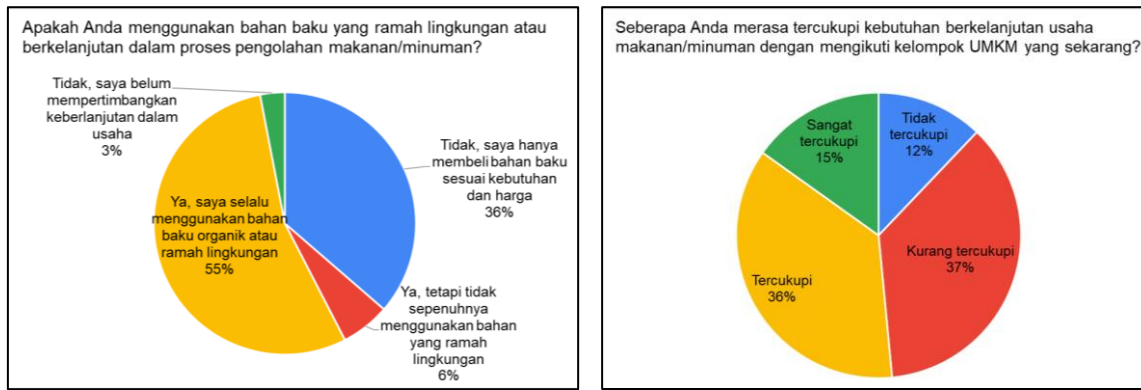 Apakah Anda menggunakan bahan baku yang ramah lingkungan atau
berkelanjutan dalam proses pengolahan makanan/minuman?
Tidak, saya belum
mempertimbangkan
keberlanjutan dalam
usaha
3%
Tidak, saya hanya
membeli bahan baku
sesuai kebutuhan
dan harga
36%
Ya, saya selalu
menggunakan bahan
baku organik atau
ramah lingkungan
55%
Ya, tetapi tidak
sepenuhnya
menggunakan bahan
yang ramah
lingkungan
6%
Seberapa Anda merasa tercukupi kebutuhan berkelanjutan usaha
makanan/minuman dengan mengikuti kelompok UMKM yang sekarang?
Sangat
tercukupi
15%
Tidak
tercukupi
12%
Kurang tercukupi
37%
Tercukupi
36%